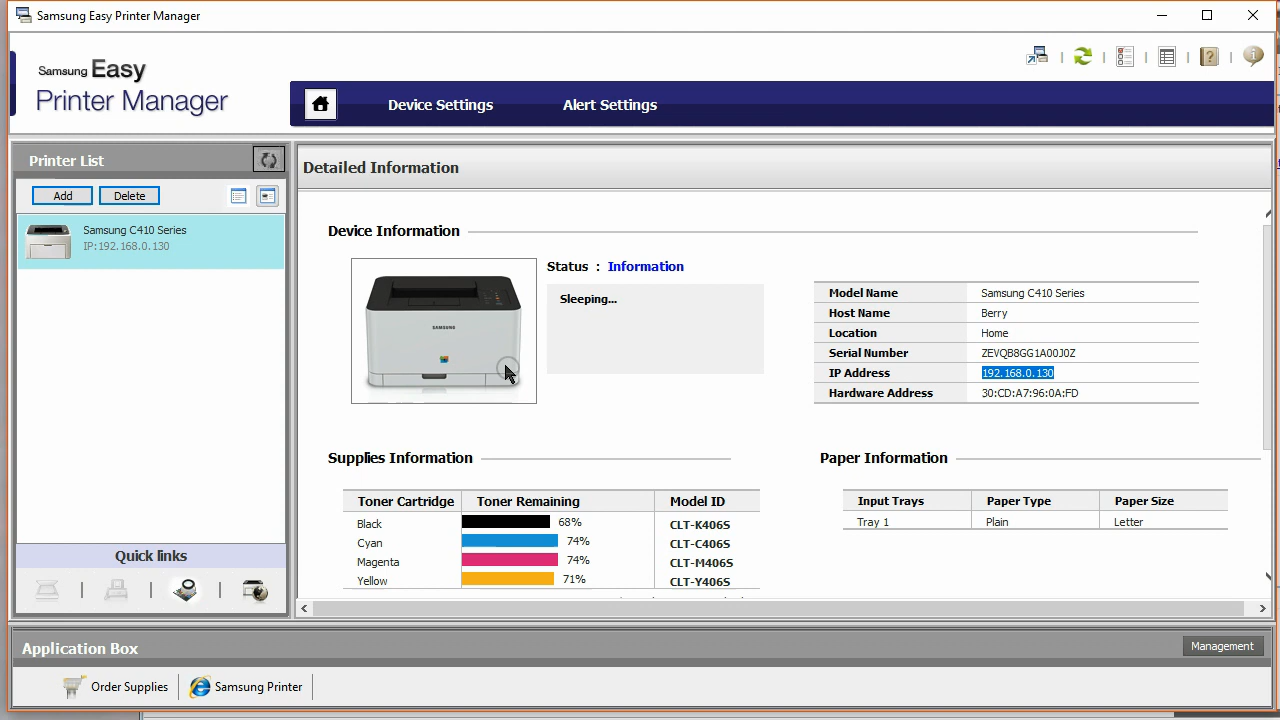 Samsung Easy Printer Manager
Samsung Easy
Printer Manager
Device Settings
Alert Settings
Printer List
Add
Delete
Samsung C410 Series
IP:192.168.0.130
Quick links
Detailed Information
Device Information
Status : Information
Sleeping...
SAMSUNG
Model Name Samsung C410 Series
Host Name Berry
Location Home
Serial Number ZEVQB8GG1A00J0Z
IP Address 192.168.0.130
Hardware Address 30:CD:A7:96:0A:FD
Supplies Information
Toner Cartridge Toner Remaining Model ID
Black 68% CLT-K406S
Cyan 74% CLT-C406S
Magenta 74% CLT-M406S
Yellow 71% CLT-Y406S
Paper Information
Input Trays Paper Type Paper Size
Tray 1 Plain Letter
Application Box
Management
Order Supplies
Samsung Printer